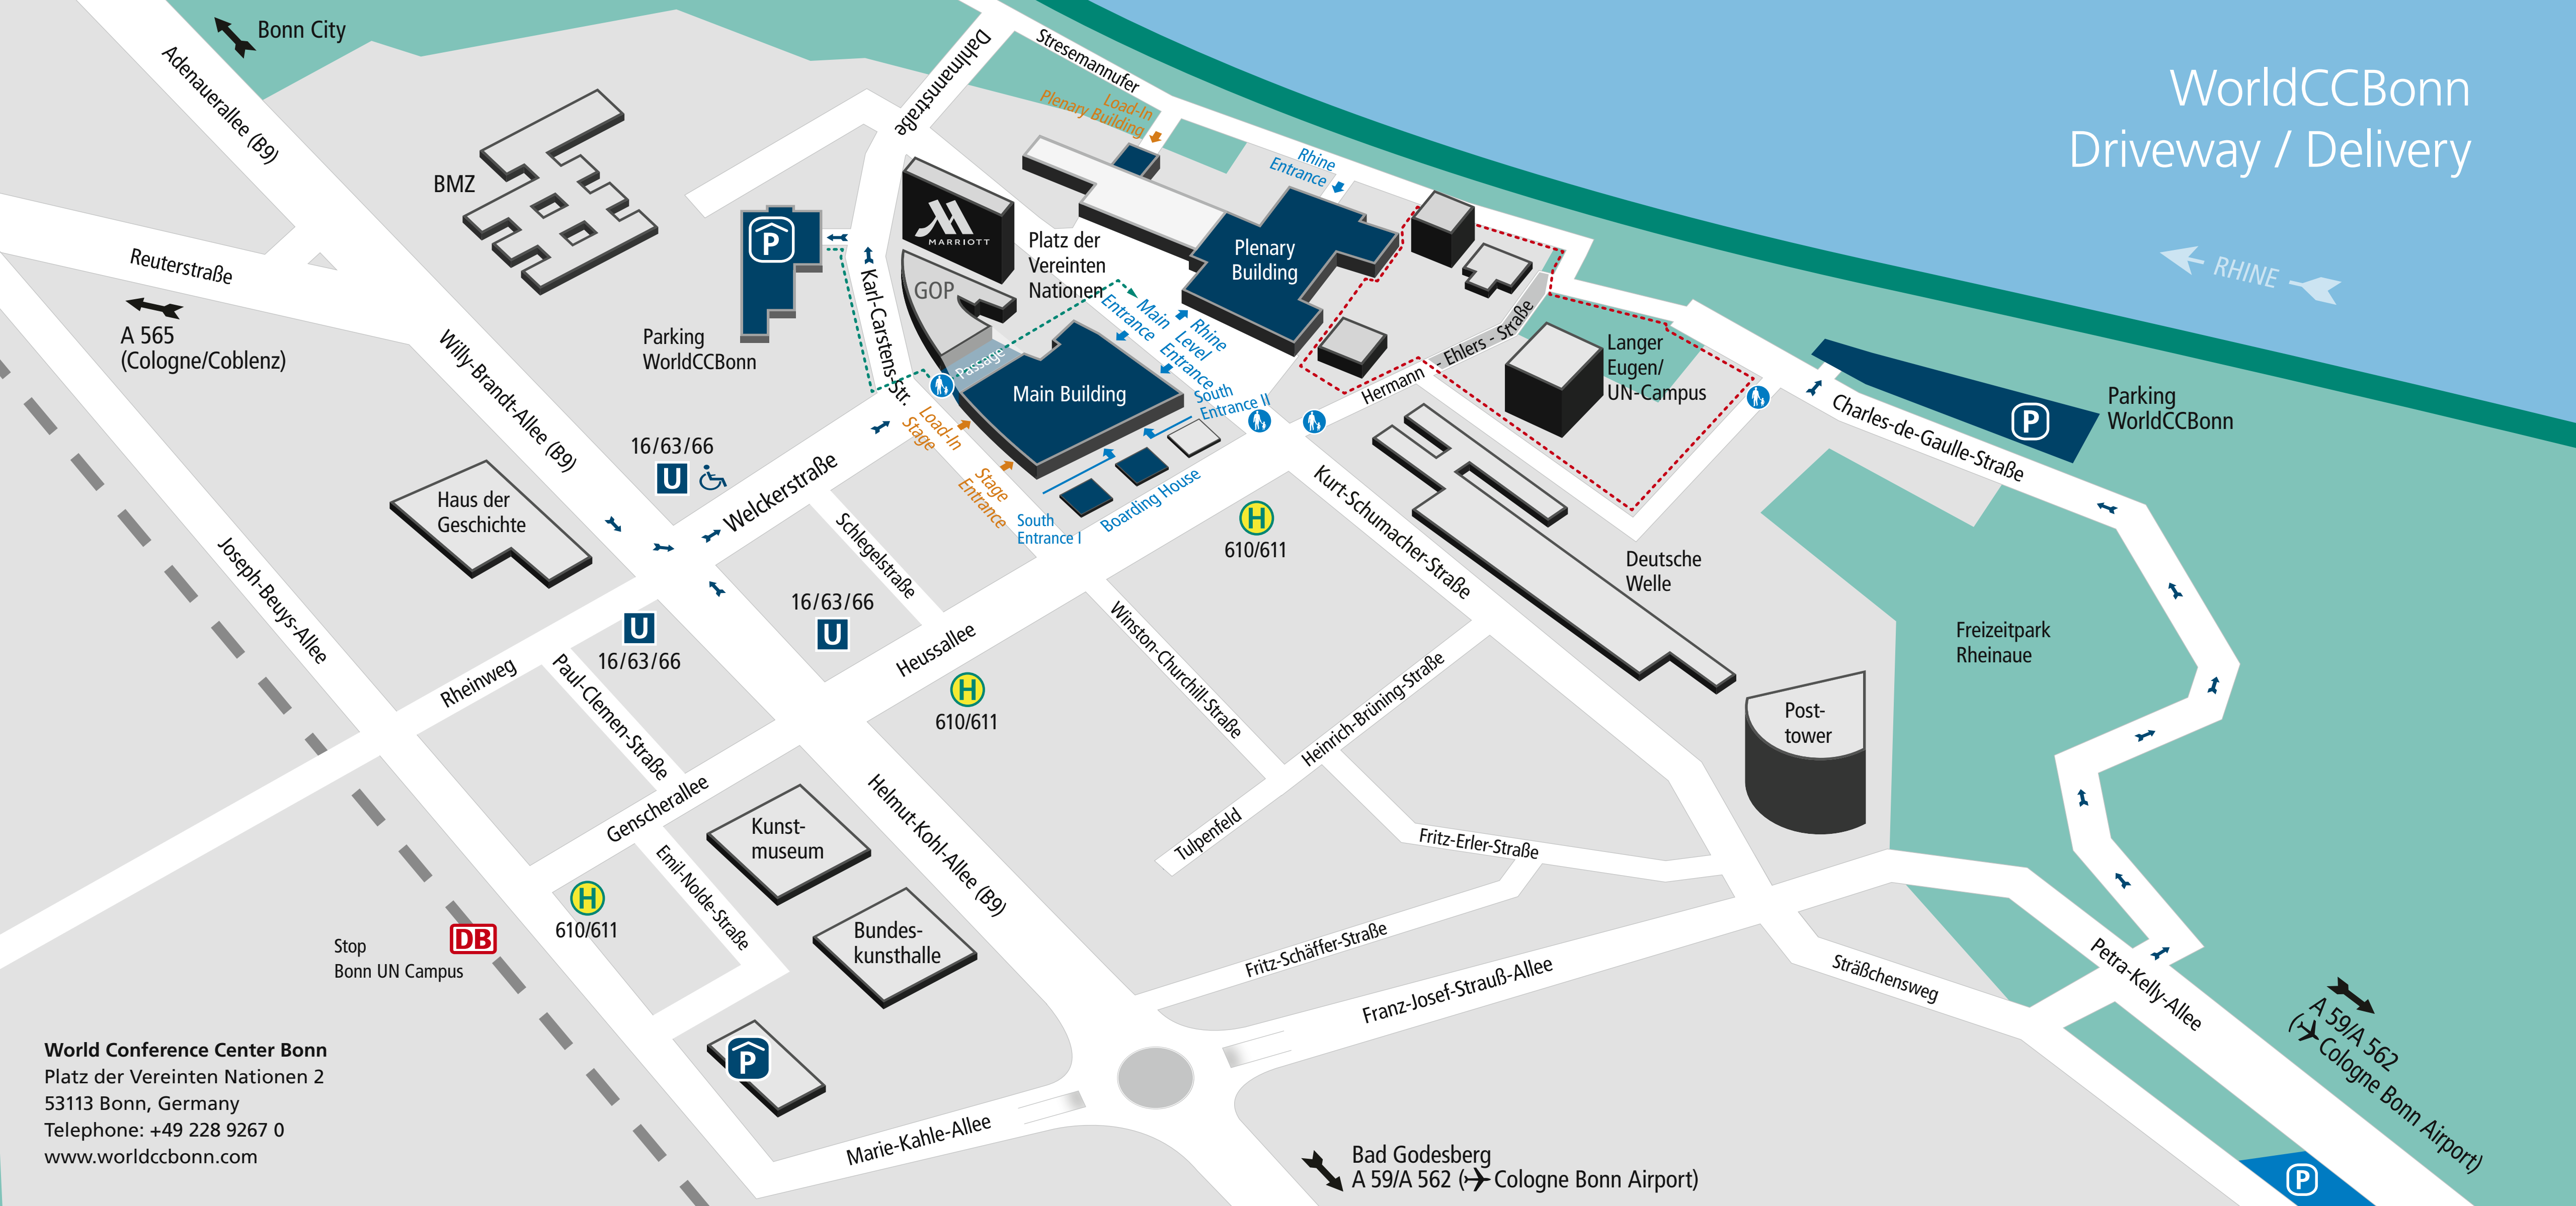 Bonn City
Adenauerallee (B9)
Dahlmannstraße
Stresemannufer
Load-In
Plenary Building
Rhine
Entrance
WorldCCBonn
Driveway / Delivery
BMZ
P
MARRIOTT
Platz der
Vereinten
Nationen
Plenary
Building
RHINE
Reuterstraße
A 565
(Cologne/Coblenz)
Karl-Carstens-Str.
GOP
Main
Entrance
Rhine
Level
Entrance
Parking
WorldCCBonn
Passage
Main Building
South
Entrance II
Hermann - Ehlers - Straße
Langer
Eugen/
UN-Campus
P
Parking
WorldCCBonn
Charles-de-Gaulle-Straße
Willy-Brandt-Allee (B9)
Load-In
Stage
Stage
Entrance
South
Entrance I
Boarding House
16/63/66
U
Welckerstraße
Haus der
Geschichte
Schlegelstraße
H
610/611
Kurt-Schumacher-Straße
Deutsche
Welle
Joseph-Beuys-Allee
U
16/63/66
16/63/66
U
Heussallee
Winston-Churchill-Straße
Heinrich-Brüning-Straße
Freizeitpark
Rheinaue
Rheinweg
Paul-Clemen-Straße
H
610/611
Post-
tower
Genscherallee
Kunst-
museum
Helmut-Kohl-Allee (B9)
Tulpenfeld
Fritz-Erler-Straße
Emil-Nolde-Straße
H
610/611
Bundes-
kunsthalle
DB
Stop
Bonn UN Campus
Fritz-Schäffer-Straße
Franz-Josef-Strauß-Allee
Sträßchensweg
Petra-Kelly-Allee
A 59/A 562
(Cologne Bonn Airport)
P
Marie-Kahle-Allee
Bad Godesberg
A 59/A 562 (Cologne Bonn Airport)
P
World Conference Center Bonn
Platz der Vereinten Nationen 2
53113 Bonn, Germany
Telephone: +49 228 9267 0
www.worldccbonn.com